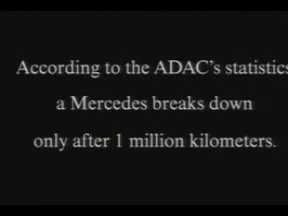 According to the ADAC's statistics
a Mercedes breaks down
only after 1 million kilometers.